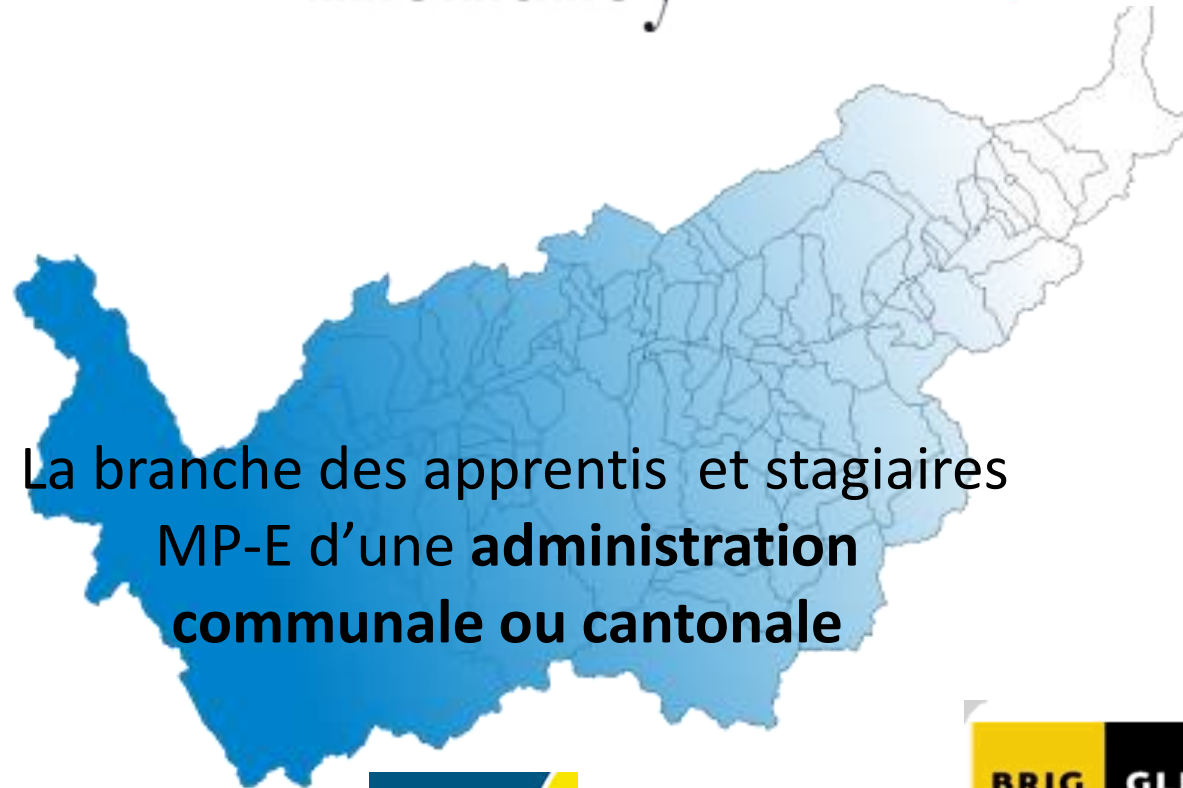 La branche des apprentis et stagiaires
MP-E d’une administration
communale ou cantonale
BRIG